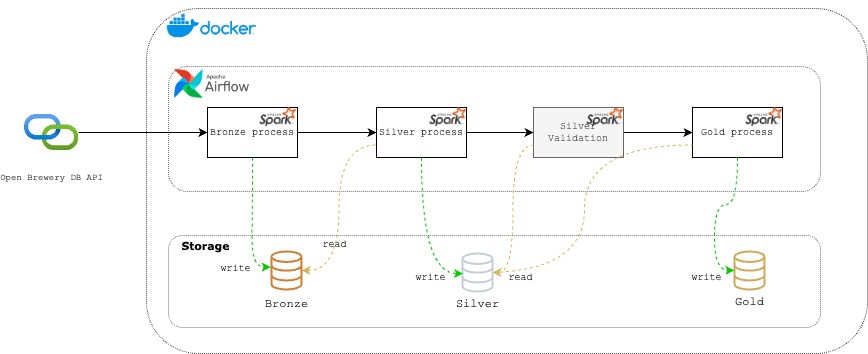 docker
Apache
Airflow
APACHE
Spark
Bronze process
APACHE
Spark
Silver process
APACHE
Spark
Silver
Validation
APACHE
Spark
Gold process
Open Brewery DB API
Storage
read
write
write
read
write
Bronze
Silver
Gold